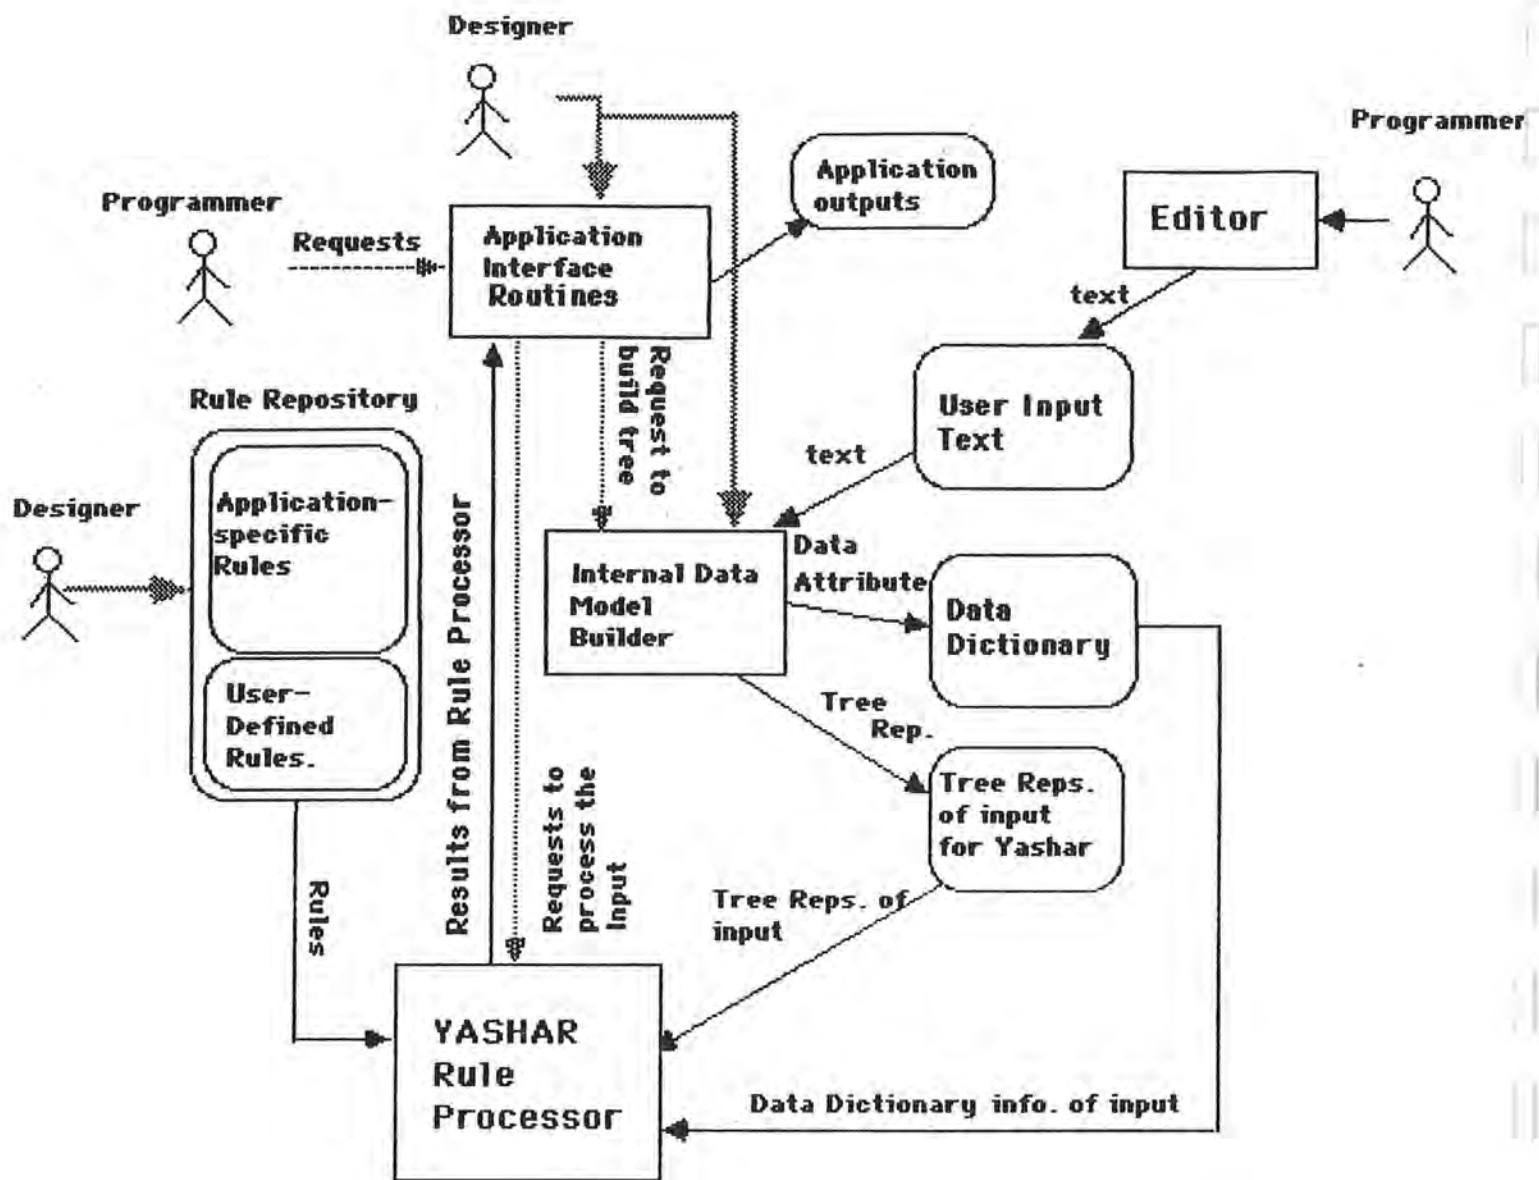 Designer
Programmer
Application
outputs
Editor
Programmer
Requests
Application
Interface
Routines
text
Request to
build tree
User Input
Text
text
Rule Repository
Application-
specific
Rules
Designer
User-
Defined
Rules.
Rules
Results from Rule Processor
Requests to
process the
Input
Internal Data
Model
Builder
Data
Attribute
Data
Dictionary
Tree
Rep.
Tree Reps.
of input
for Yashar
Tree Reps. of
input
YASHAR
Rule
Processor
Data Dictionary info. of input